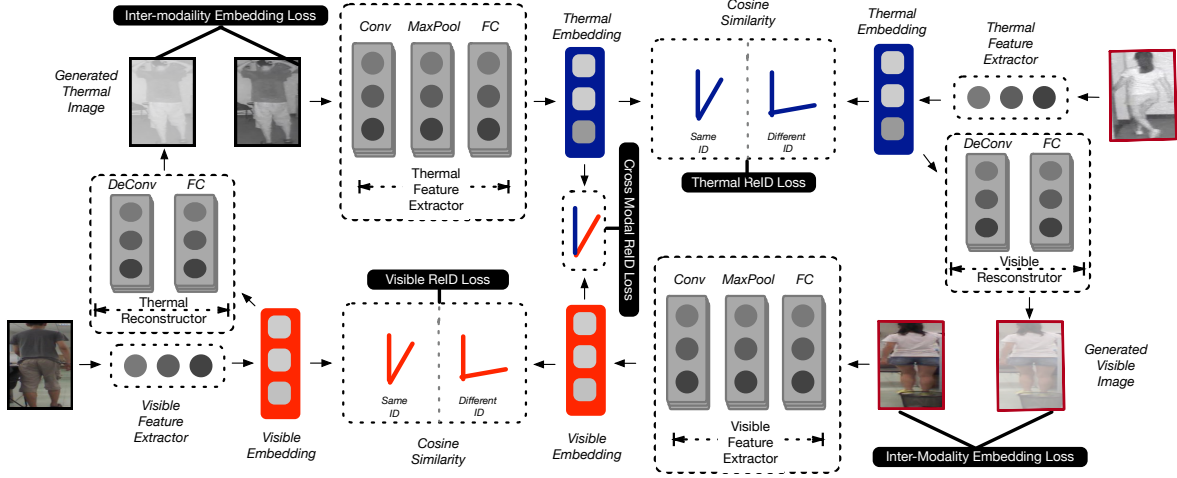 Inter-modaility Embedding Loss
Generated
Thermal
Image
Conv MaxPool FC
Thermal
Feature
Extractor
Thermal
Embedding
Cosine
Similarity
Same
ID
Different
ID
Thermal ReID Loss
Thermal
Embedding
Thermal
Feature
Extractor
DeConv FC
Visible
Resconstrutor
Generated
Visible
Image
Inter-Modality Embedding Loss
Cross Modal ReID Loss
DeConv FC
Thermal
Reconstructor
Visible
Feature
Extractor
Visible
Embedding
Visible ReID Loss
Same
ID
Different
ID
Cosine
Similarity
Visible
Embedding
Conv MaxPool FC
Visible
Feature
Extractor